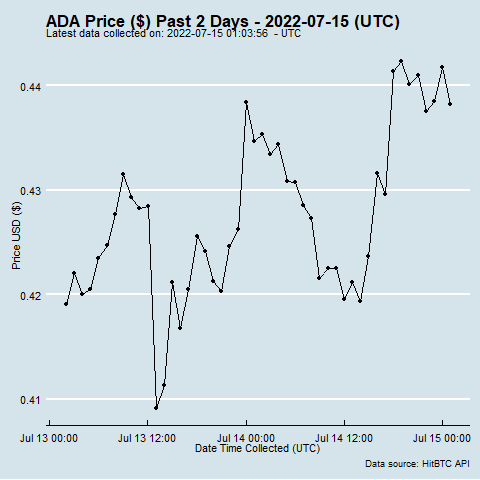 ADA Price ($) Past 2 Days - 2022-07-15 (UTC)
Latest data collected on: 2022-07-15 01:03:56 - UTC
0.44
0.43
0.42
0.41
Price USD ($)
Jul 13 00:00 Jul 13 12:00 Jul 14 00:00 Jul 14 12:00 Jul 15 00:00
Date Time Collected (UTC)
Data source: HitBTC API